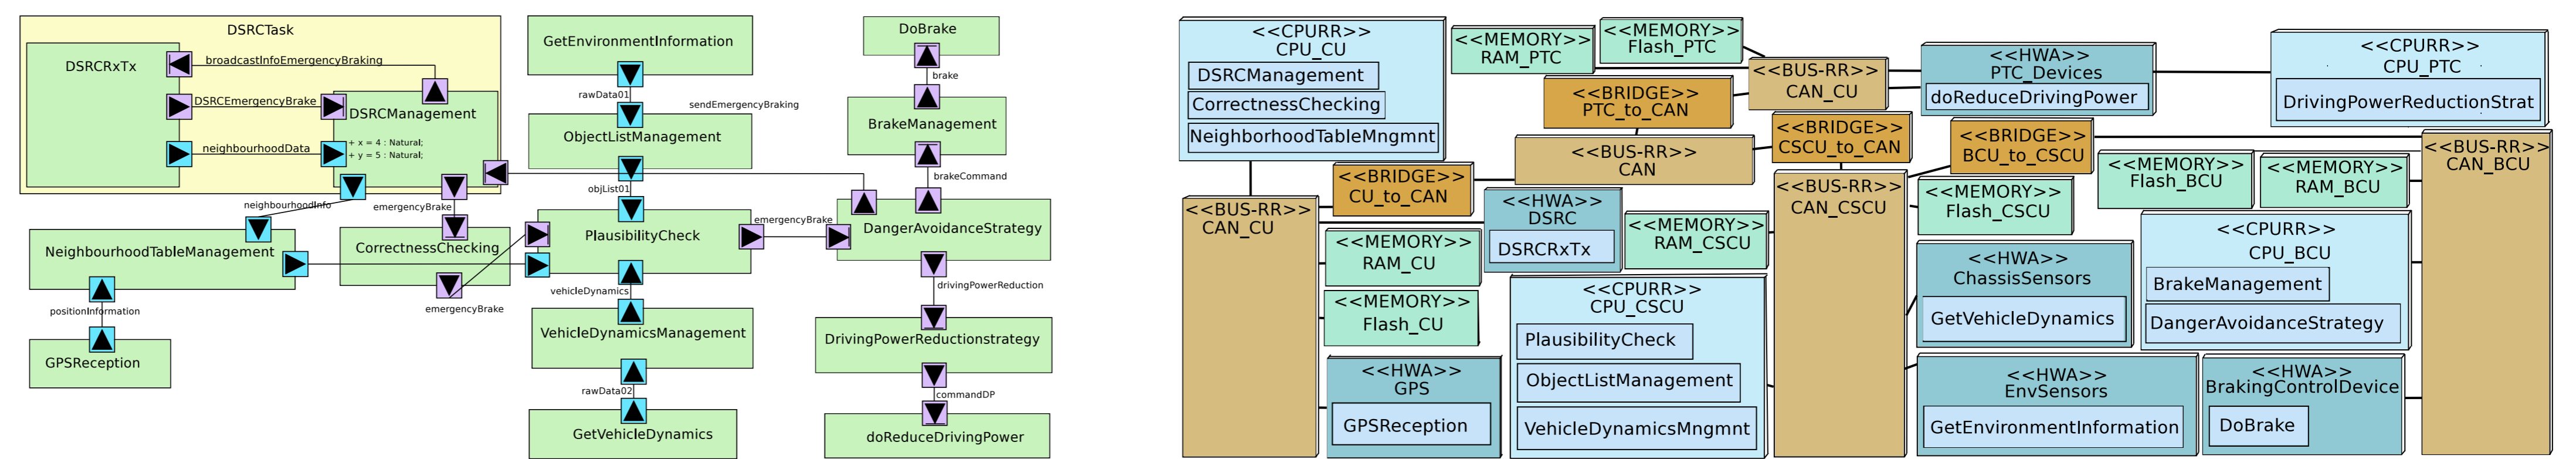 DSRCTask
DSRCRxTx
broadcastInfoEmergencyBraking
DSRCEmergencyBrake
DSRCManagement
+ x = 4 : Natural;
+ y = 5 : Natural;
neighbourhoodData
neighbourhoodInfo
emergencyBrake
NeighbourhoodTableManagement
CorrectnessChecking
positionInformation
emergencyBrake
GPSReception
GetEnvironmentInformation
rawData01
sendEmergencyBraking
ObjectListManagement
objList01
PlausibilityCheck
emergencyBrake
vehicleDynamics
VehicleDynamicsManagement
rawData02
GetVehicleDynamics
DoBrake
brake
BrakeManagement
brakeCommand
DangerAvoidanceStrategy
drivingPowerReduction
DrivingPowerReductionstrategy
commandDP
doReduceDrivingPower
<<CPURR>>
CPU_CU
DSRCManagement
CorrectnessChecking
NeighborhoodTableMngmnt
<<MEMORY>>
RAM_PTC
<<MEMORY>>
Flash_PTC
<<BUS-RR>>
CAN_CU
<<HWA>>
PTC_Devices
doReduceDrivingPower
<<CPURR>>
CPU_PTC
DrivingPowerReductionStrat
<<BRIDGE>>
PTC_to_CAN
<<BUS-RR>>
CAN
<<BRIDGE>>
CSCU_to_CAN
<<BRIDGE>>
BCU_to_CSCU
<<BUS-RR>>
CAN_BCU
<<BRIDGE>>
CU_to_CAN
<<BUS-RR>>
CAN_CU
<<HWA>>
DSRC
DSRCRxTx
<<MEMORY>>
RAM_CSCU
<<BUS-RR>>
CAN_CSCU
<<MEMORY>>
Flash_CSCU
<<MEMORY>>
Flash_BCU
<<MEMORY>>
RAM_BCU
<<MEMORY>>
RAM_CU
<<MEMORY>>
Flash_CU
<<CPURR>>
CPU_CSCU
PlausibilityCheck
ObjectListManagement
VehicleDynamicsMngmnt
<<HWA>>
ChassisSensors
GetVehicleDynamics
<<CPURR>>
CPU_BCU
BrakeManagement
DangerAvoidanceStrategy
<<HWA>>
GPS
GPSReception
<<HWA>>
EnvSensors
GetEnvironmentInformation
<<HWA>>
BrakingControlDevice
DoBrake